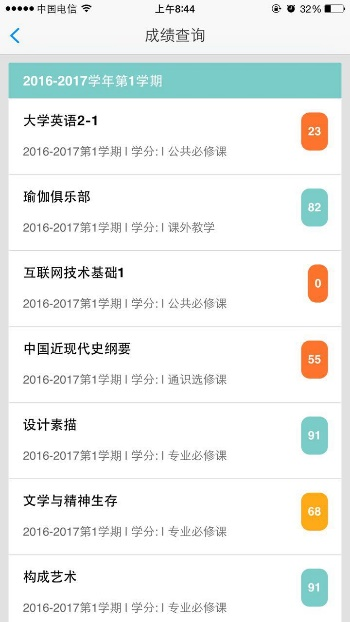 中国电信 上午8:44 32%
成绩查询
2016-2017学年第1学期
大学英语2-1
23
2016-2017第1学期 | 学分: | 公共必修课
瑜伽俱乐部
82
2016-2017第1学期 | 学分: | 课外教学
互联网技术基础1
0
2016-2017第1学期 | 学分: | 公共必修课
中国近现代史纲要
55
2016-2017第1学期 | 学分: | 通识选修课
设计素描
91
2016-2017第1学期 | 学分: | 专业必修课
文学与精神生存
68
2016-2017第1学期 | 学分: | 专业必修课
构成艺术
91
2016-2017第1学期 | 学分: | 专业必修课